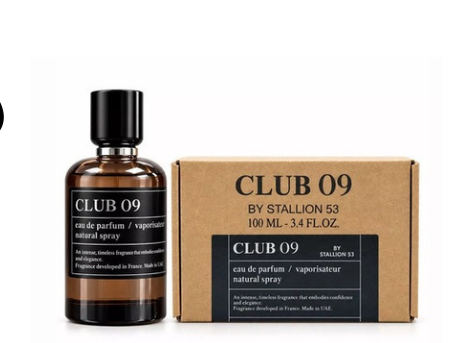 CLUB 09
eau de parfum / vaporisateur
natural spray
An intense, timeless fragrance that embodies confidence
and elegance.
Fragrance developed in France. Made in UAE.
CLUB 09
BY STALLION 53
100 ML - 3.4 FL.OZ.
CLUB 09
BY
STALLION 53
eau de parfum / vaporisateur
natural spray
An intense, timeless fragrance that embodies confidence
and elegance.
Fragrance developed in France. Made in UAE.